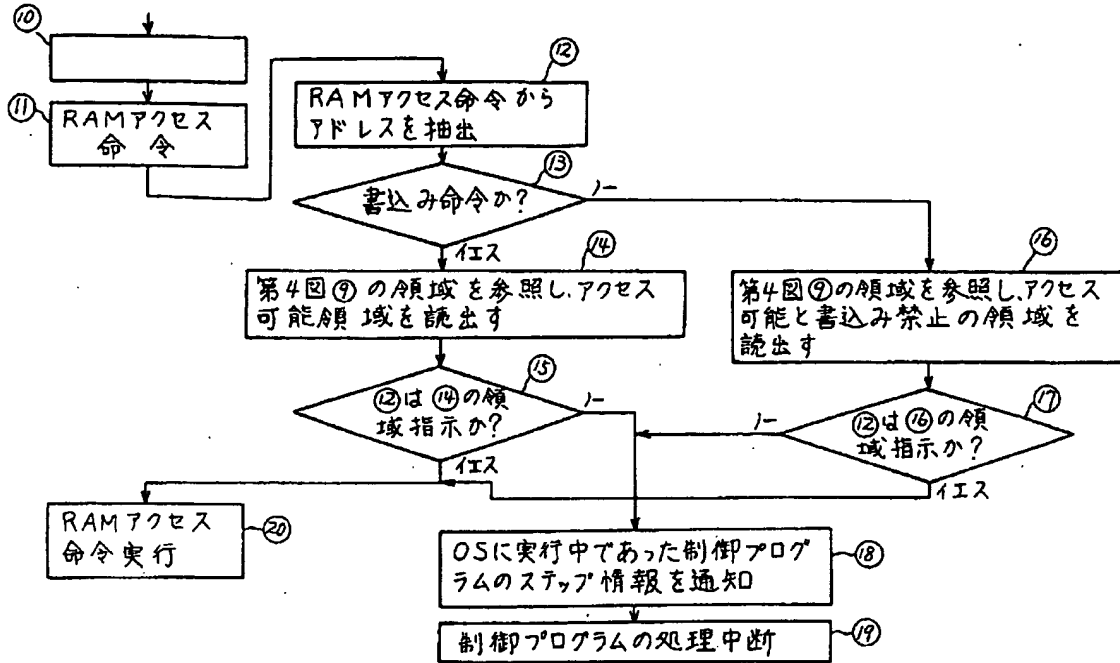 ⑩
⑪
RAMアクセス
命令
⑫
RAMアクセス命令から
アドレスを抽出
⑬
書込み命令か?
ノー
イエス
⑭
第4図⑨の領域を参照し、アクセス
可能領域を読出す
⑯
第4図⑨の領域を参照し、アクセス
可能と書込み禁止の領域を
読出す
⑮
⑫は⑭の領
域指示か?
ノー
イエス
⑰
⑫は⑯の領
域指示か?
ノー
イエス
RAMアクセス
命令実行
⑳
OSに実行中であった制御プログ
ラムのステップ情報を通知
⑱
制御プログラムの処理中断
⑲